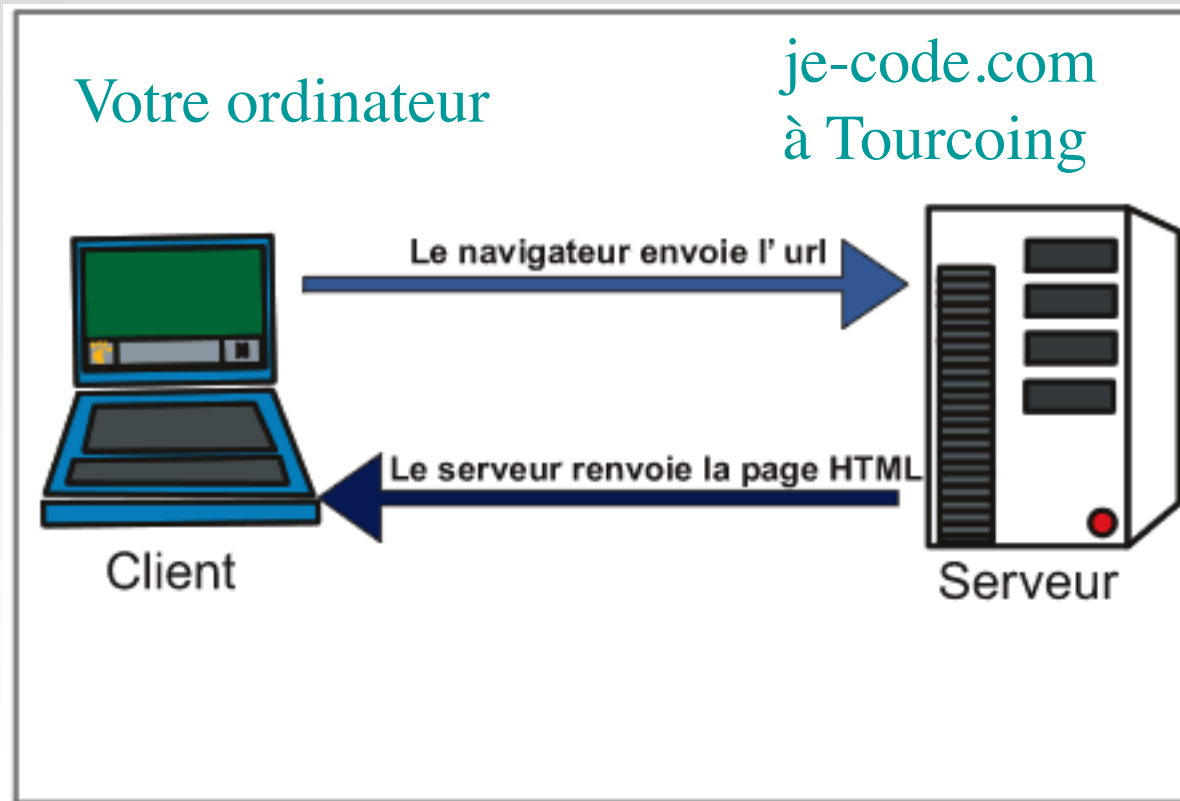 Votre ordinateur
je-code.com
à Tourcoing
Le navigateur envoie l' url
Le serveur renvoie la page HTML
Client
Serveur